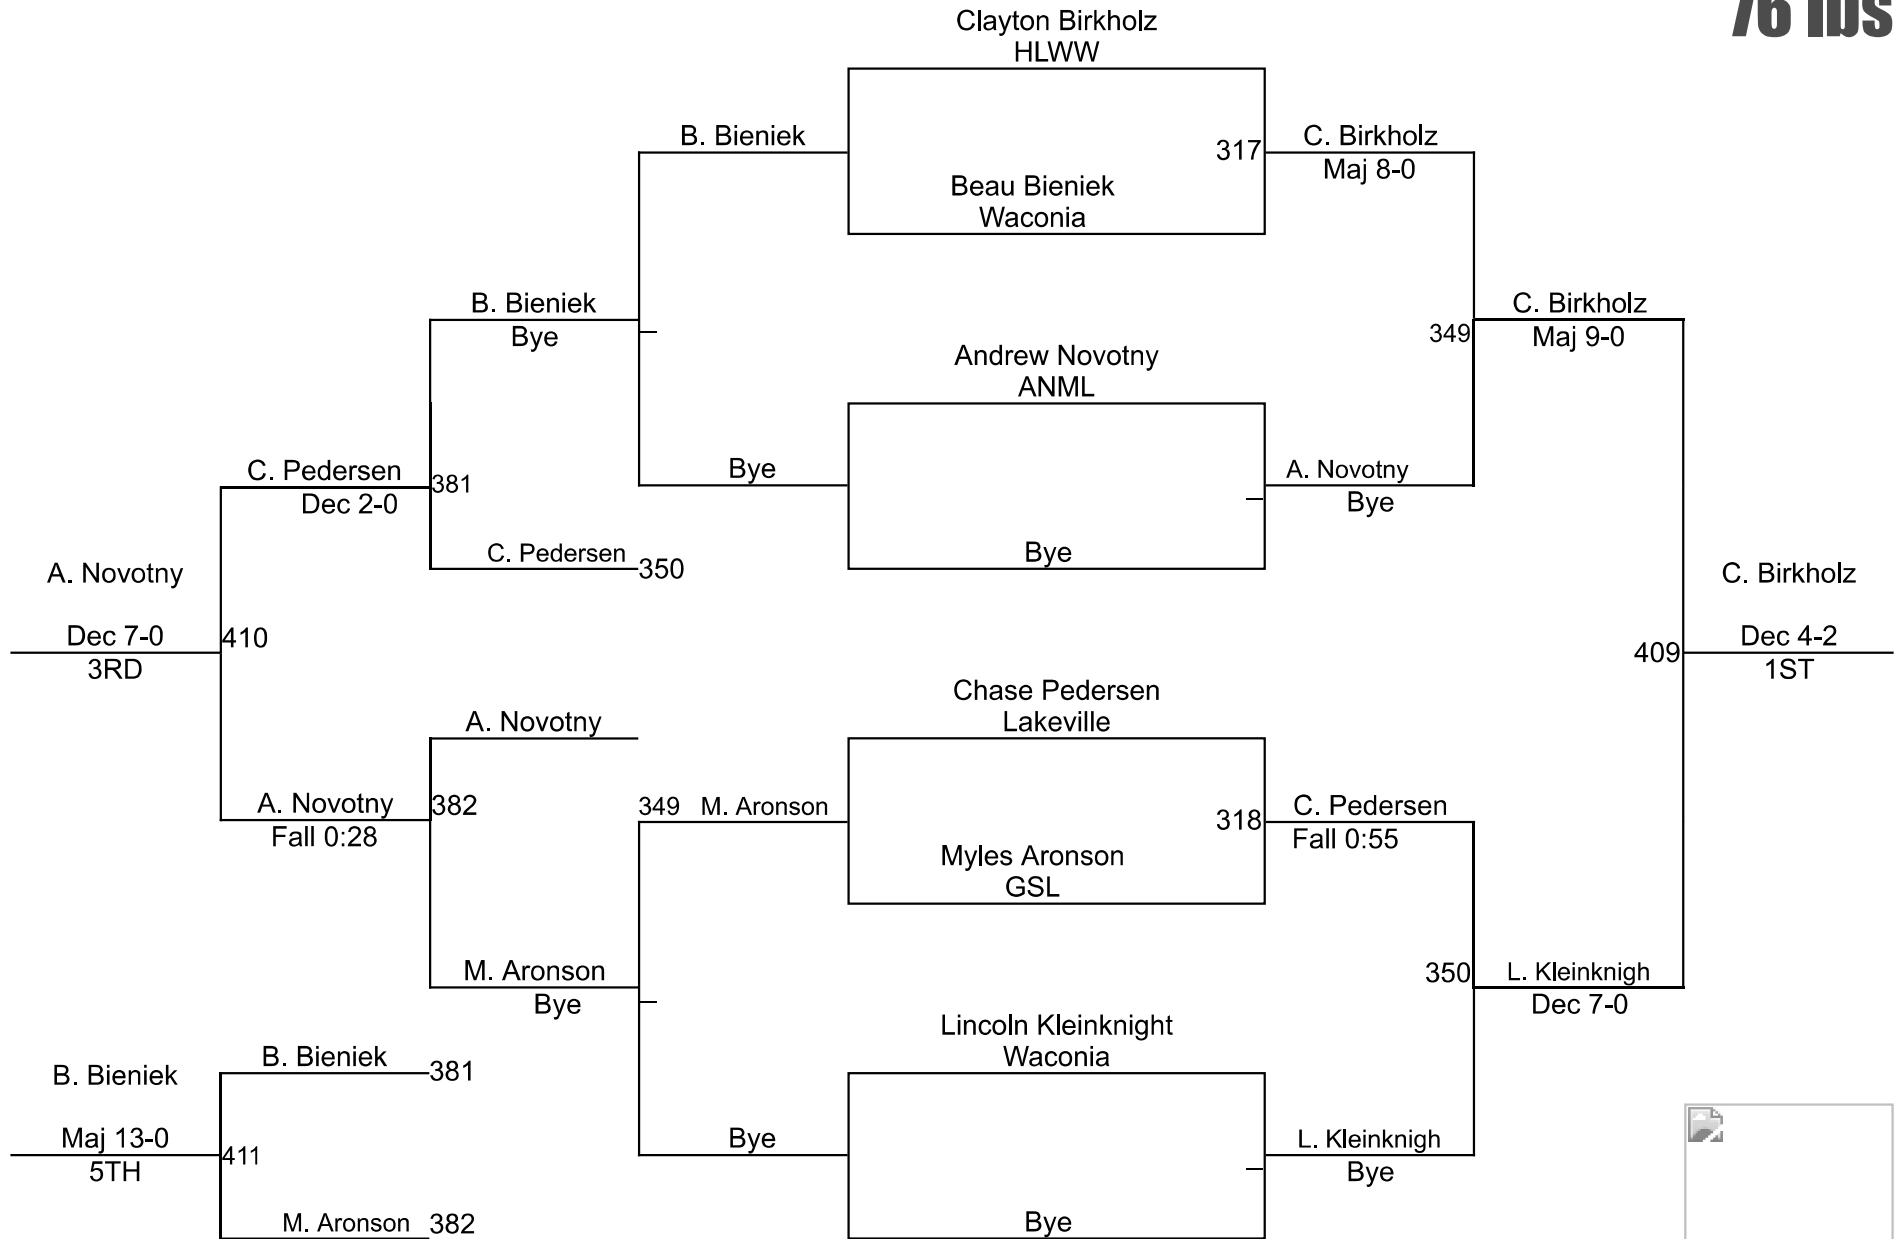 76 lbs
Clayton Birkholz
HLWW
B. Bieniek
317
C. Birkholz
Maj 8-0
Beau Bieniek
Waconia
B. Bieniek
Bye
349
C. Birkholz
Maj 9-0
Andrew Novotny
ANML
C. Pedersen
Dec 2-0
381
Bye
A. Novotny
Bye
C. Pedersen
350
Bye
A. Novotny
Dec 7-0
3RD
410
409
C. Birkholz
Dec 4-2
1ST
Chase Pedersen
Lakeville
A. Novotny
A. Novotny
Fall 0:28
382
349
M. Aronson
318
C. Pedersen
Fall 0:55
Myles Aronson
GSL
M. Aronson
Bye
350
L. Kleinknigh
Dec 7-0
Lincoln Kleinknight
Waconia
B. Bieniek
Maj 13-0
5TH
B. Bieniek
381
411
Bye
L. Kleinknigh
Bye
M. Aronson
382
Bye